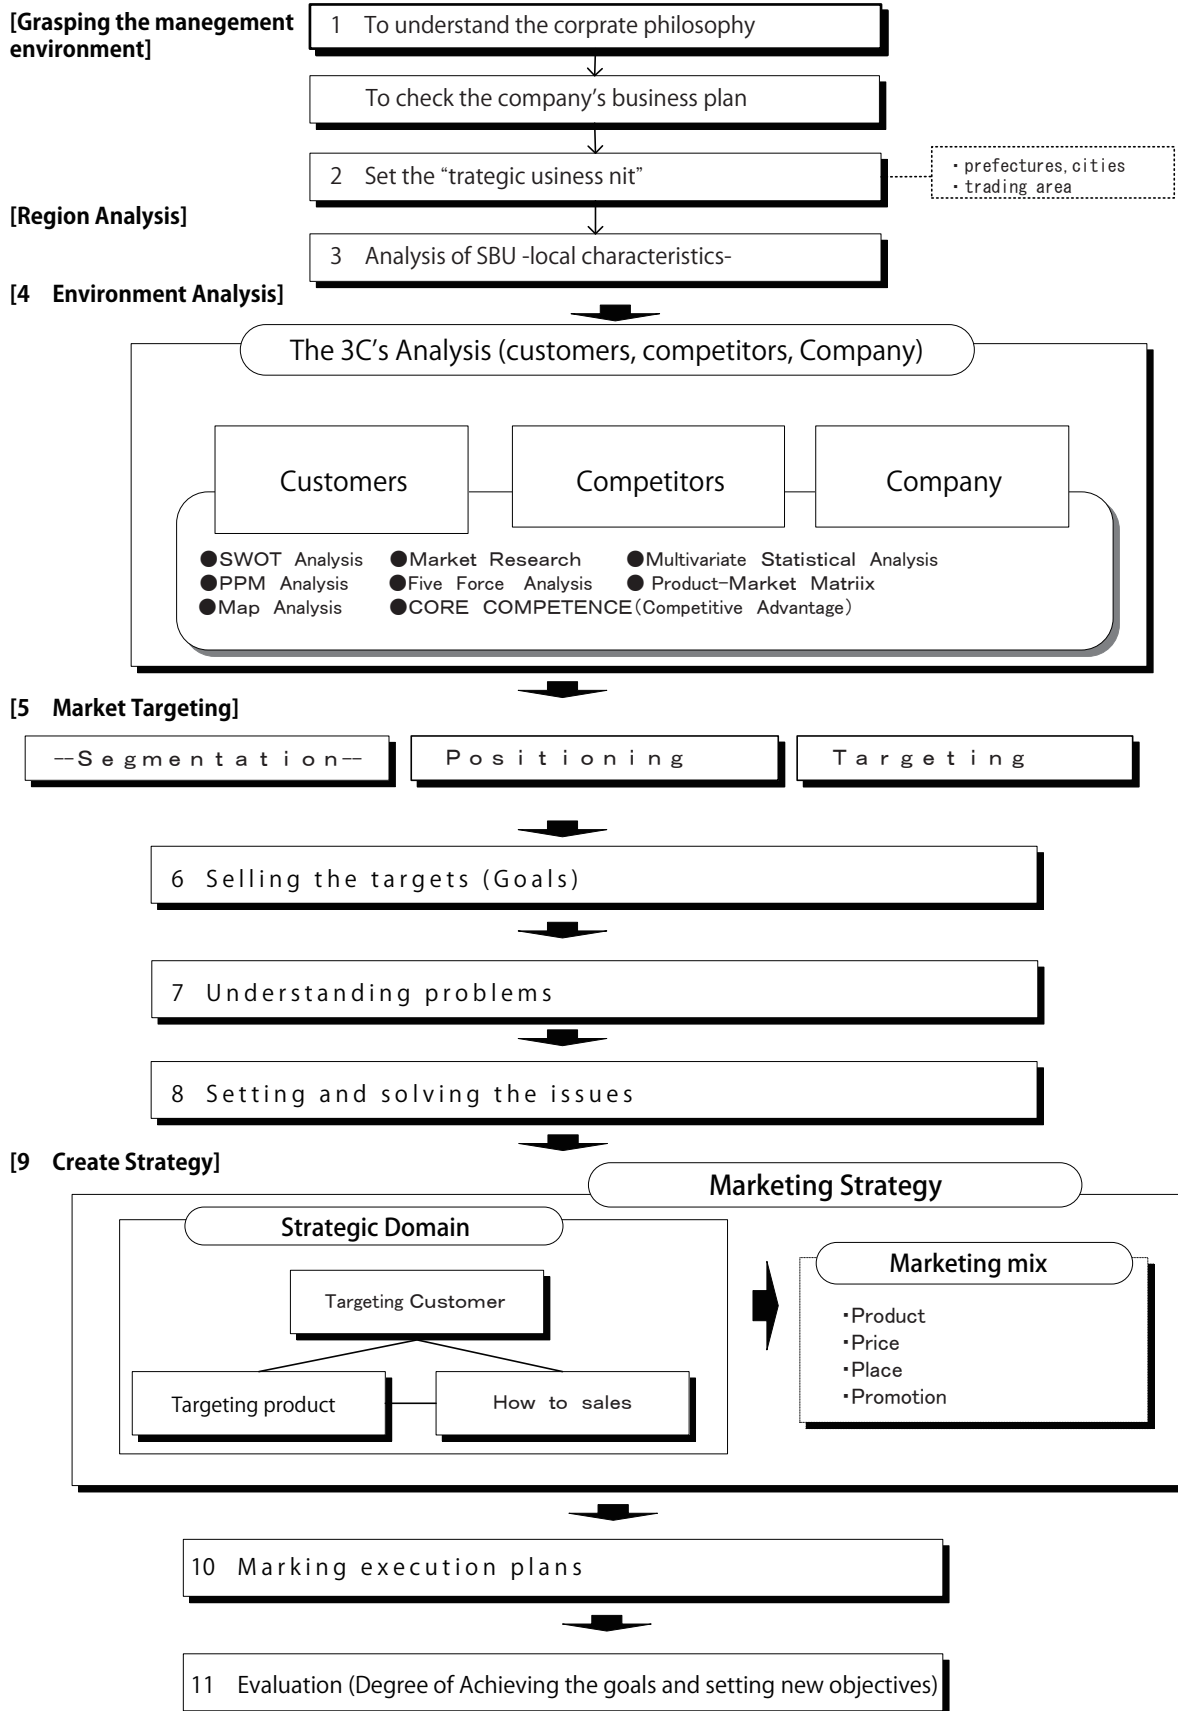 [Grasping the manegement
environment]
1 To understand the corprate philosophy
To check the company's business plan
2 Set the “trategic usiness nit”
・prefectures, cities
・trading area
[Region Analysis]
3 Analysis of SBU -local characteristics-
[4 Environment Analysis]
The 3C's Analysis (customers, competitors, Company)
Customers
Competitors
Company
●SWOT Analysis ●Market Research ●Multivariate Statistical Analysis
●PPM Analysis ●Five Force Analysis ● Product-Market Matriix
●Map Analysis ●CORE COMPETENCE(Competitive Advantage)
[5 Market Targeting]
--Segmentation--
Positioning
Targeting
6 Selling the targets (Goals)
7 Understanding problems
8 Setting and solving the issues
[9 Create Strategy]
Marketing Strategy
Strategic Domain
Targeting Customer
Targeting product
How to sales
Marketing mix
・Product
・Price
・Place
・Promotion
10 Marking execution plans
11 Evaluation (Degree of Achieving the goals and setting new objectives)